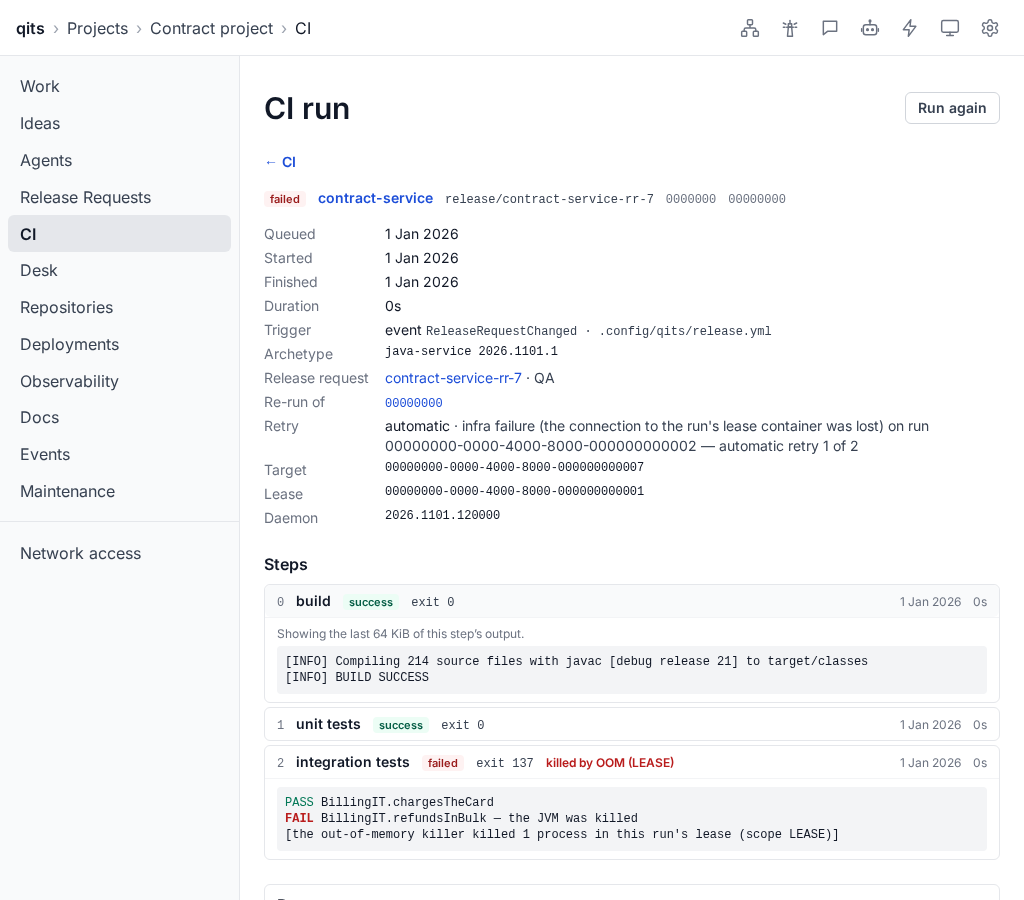 qits › Projects › Contract project › CI
Work
Ideas
Agents
Release Requests
CI
Desk
Repositories
Deployments
Observability
Docs
Events
Maintenance
Network access
CI run
Run again
← CI
failed contract-service release/contract-service-rr-7 0000000 00000000
Queued 1 Jan 2026
Started 1 Jan 2026
Finished 1 Jan 2026
Duration 0s
Trigger event ReleaseRequestChanged · .config/qits/release.yml
Archetype java-service 2026.1101.1
Release request contract-service-rr-7 · QA
Re-run of 00000000
Retry automatic · infra failure (the connection to the run's lease container was lost) on run
00000000-0000-4000-8000-000000000002 — automatic retry 1 of 2
Target 00000000-0000-4000-8000-000000000007
Lease 00000000-0000-4000-8000-000000000001
Daemon 2026.1101.120000
Steps
0 build success exit 0 1 Jan 2026 0s
Showing the last 64 KiB of this step’s output.
[INFO] Compiling 214 source files with javac [debug release 21] to target/classes
[INFO] BUILD SUCCESS
1 unit tests success exit 0 1 Jan 2026 0s
2 integration tests failed exit 137 killed by OOM (LEASE) 1 Jan 2026 0s
PASS BillingIT.chargesTheCard
FAIL BillingIT.refundsInBulk — the JVM was killed
[the out-of-memory killer killed 1 process in this run's lease (scope LEASE)]